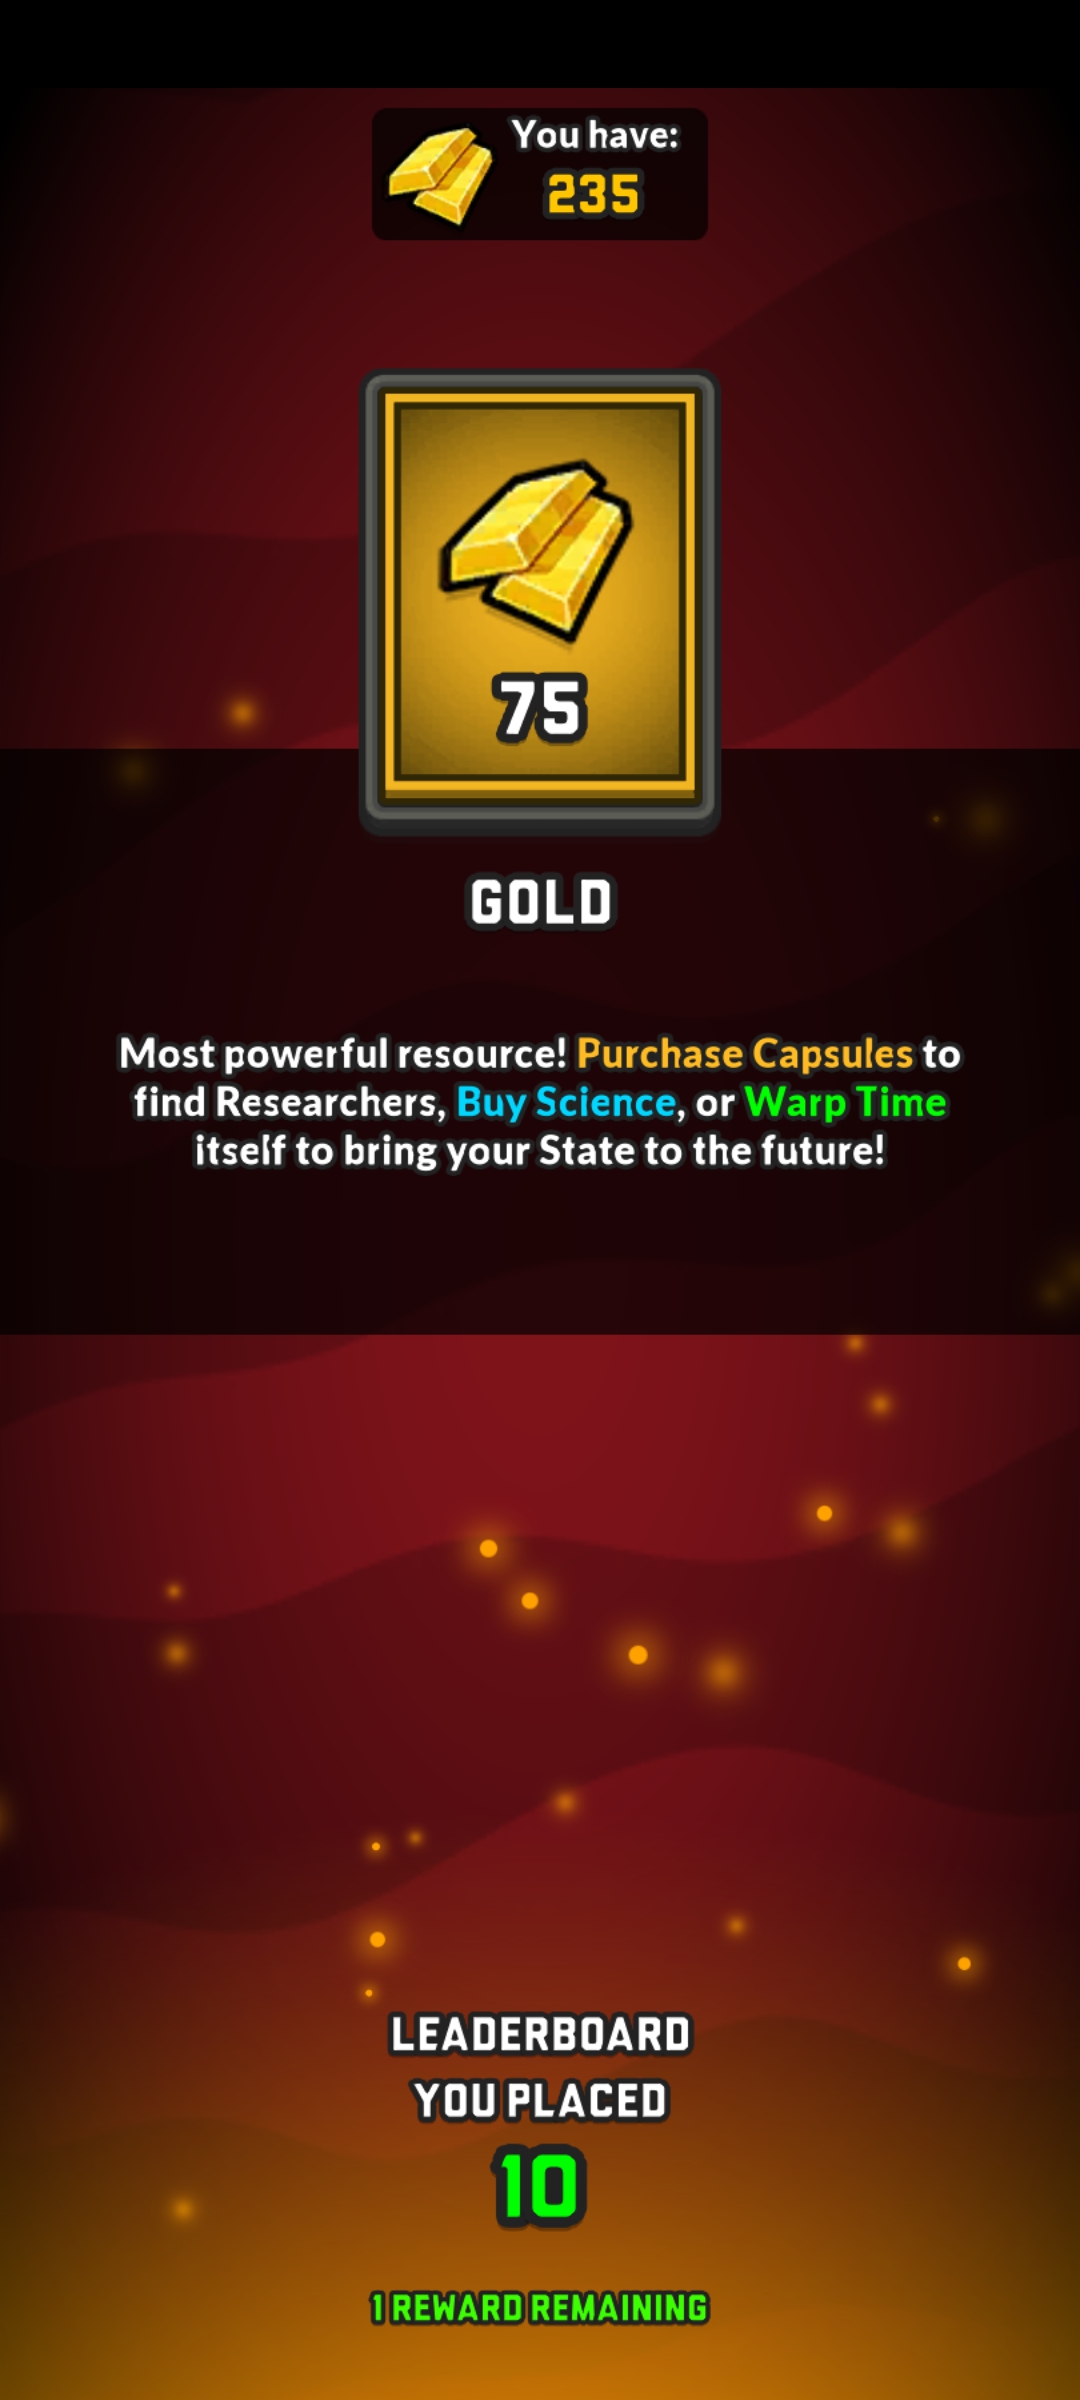 You have:
235
75
GOLD
Most powerful resource! Purchase Capsules to
find Researchers, Buy Science, or Warp Time
itself to bring your State to the future!
LEADERBOARD
YOU PLACED
10
1 REWARD REMAINING